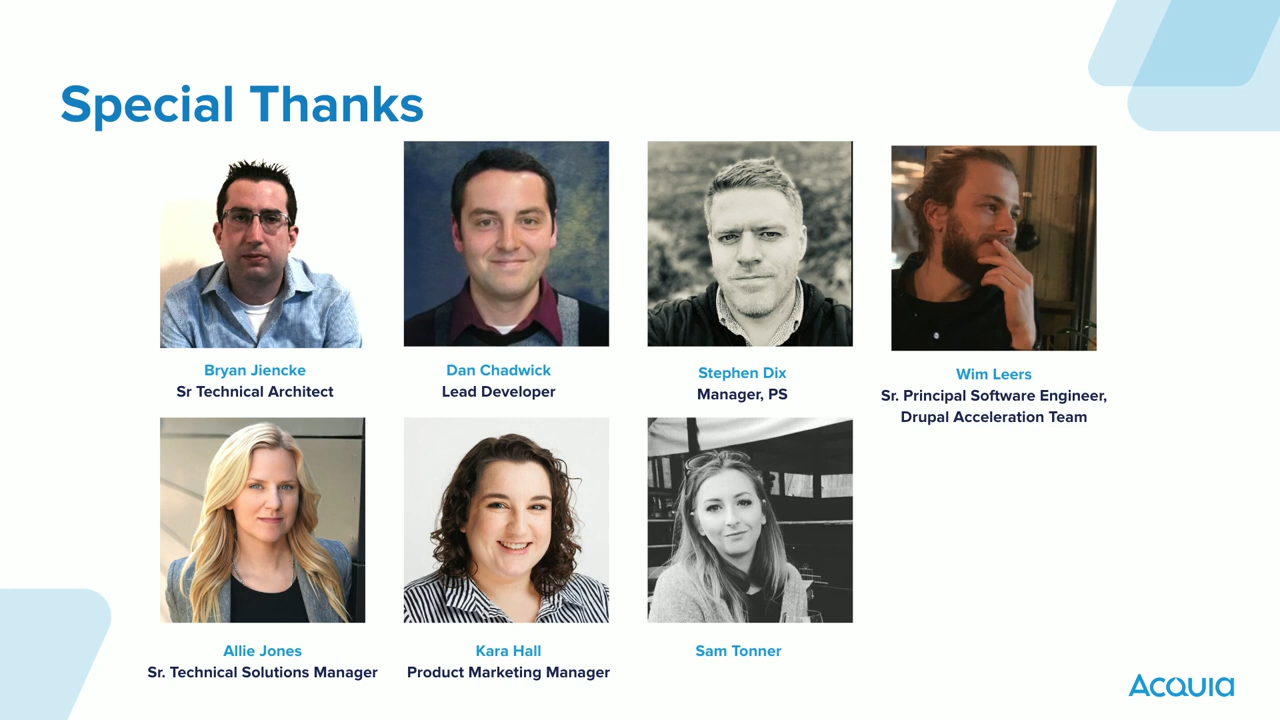 Special Thanks
Bryan Jiencke
Sr Technical Architect
Dan Chadwick
Lead Developer
Stephen Dix
Manager, PS
Wim Leers
Sr. Principal Software Engineer,
Drupal Acceleration Team
Allie Jones
Sr. Technical Solutions Manager
Kara Hall
Product Marketing Manager
Sam Tonner
Acquia